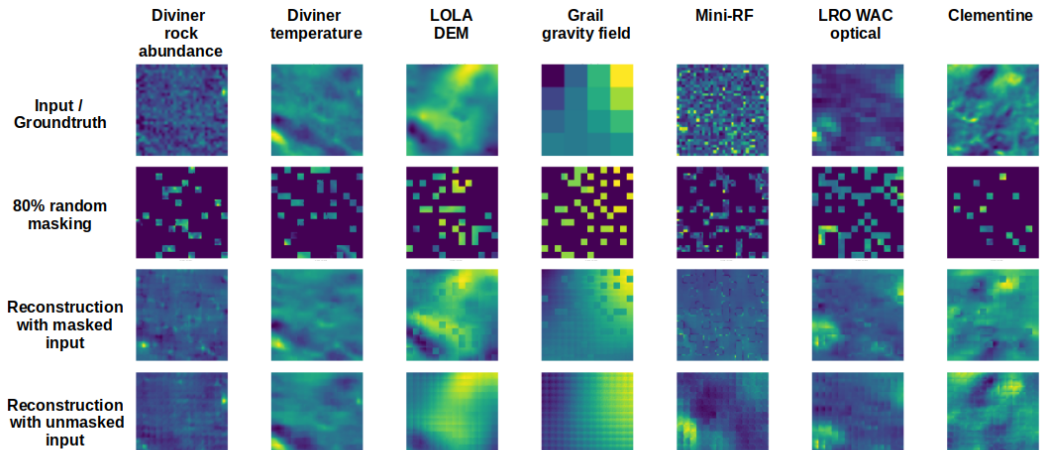 Diviner rock abundance
Diviner temperature
LOLA DEM
Grail gravity field
Mini-RF
LRO WAC optical
Clementine
Input / Groundtruth
80% random masking
Reconstruction with masked input
Reconstruction with unmasked input